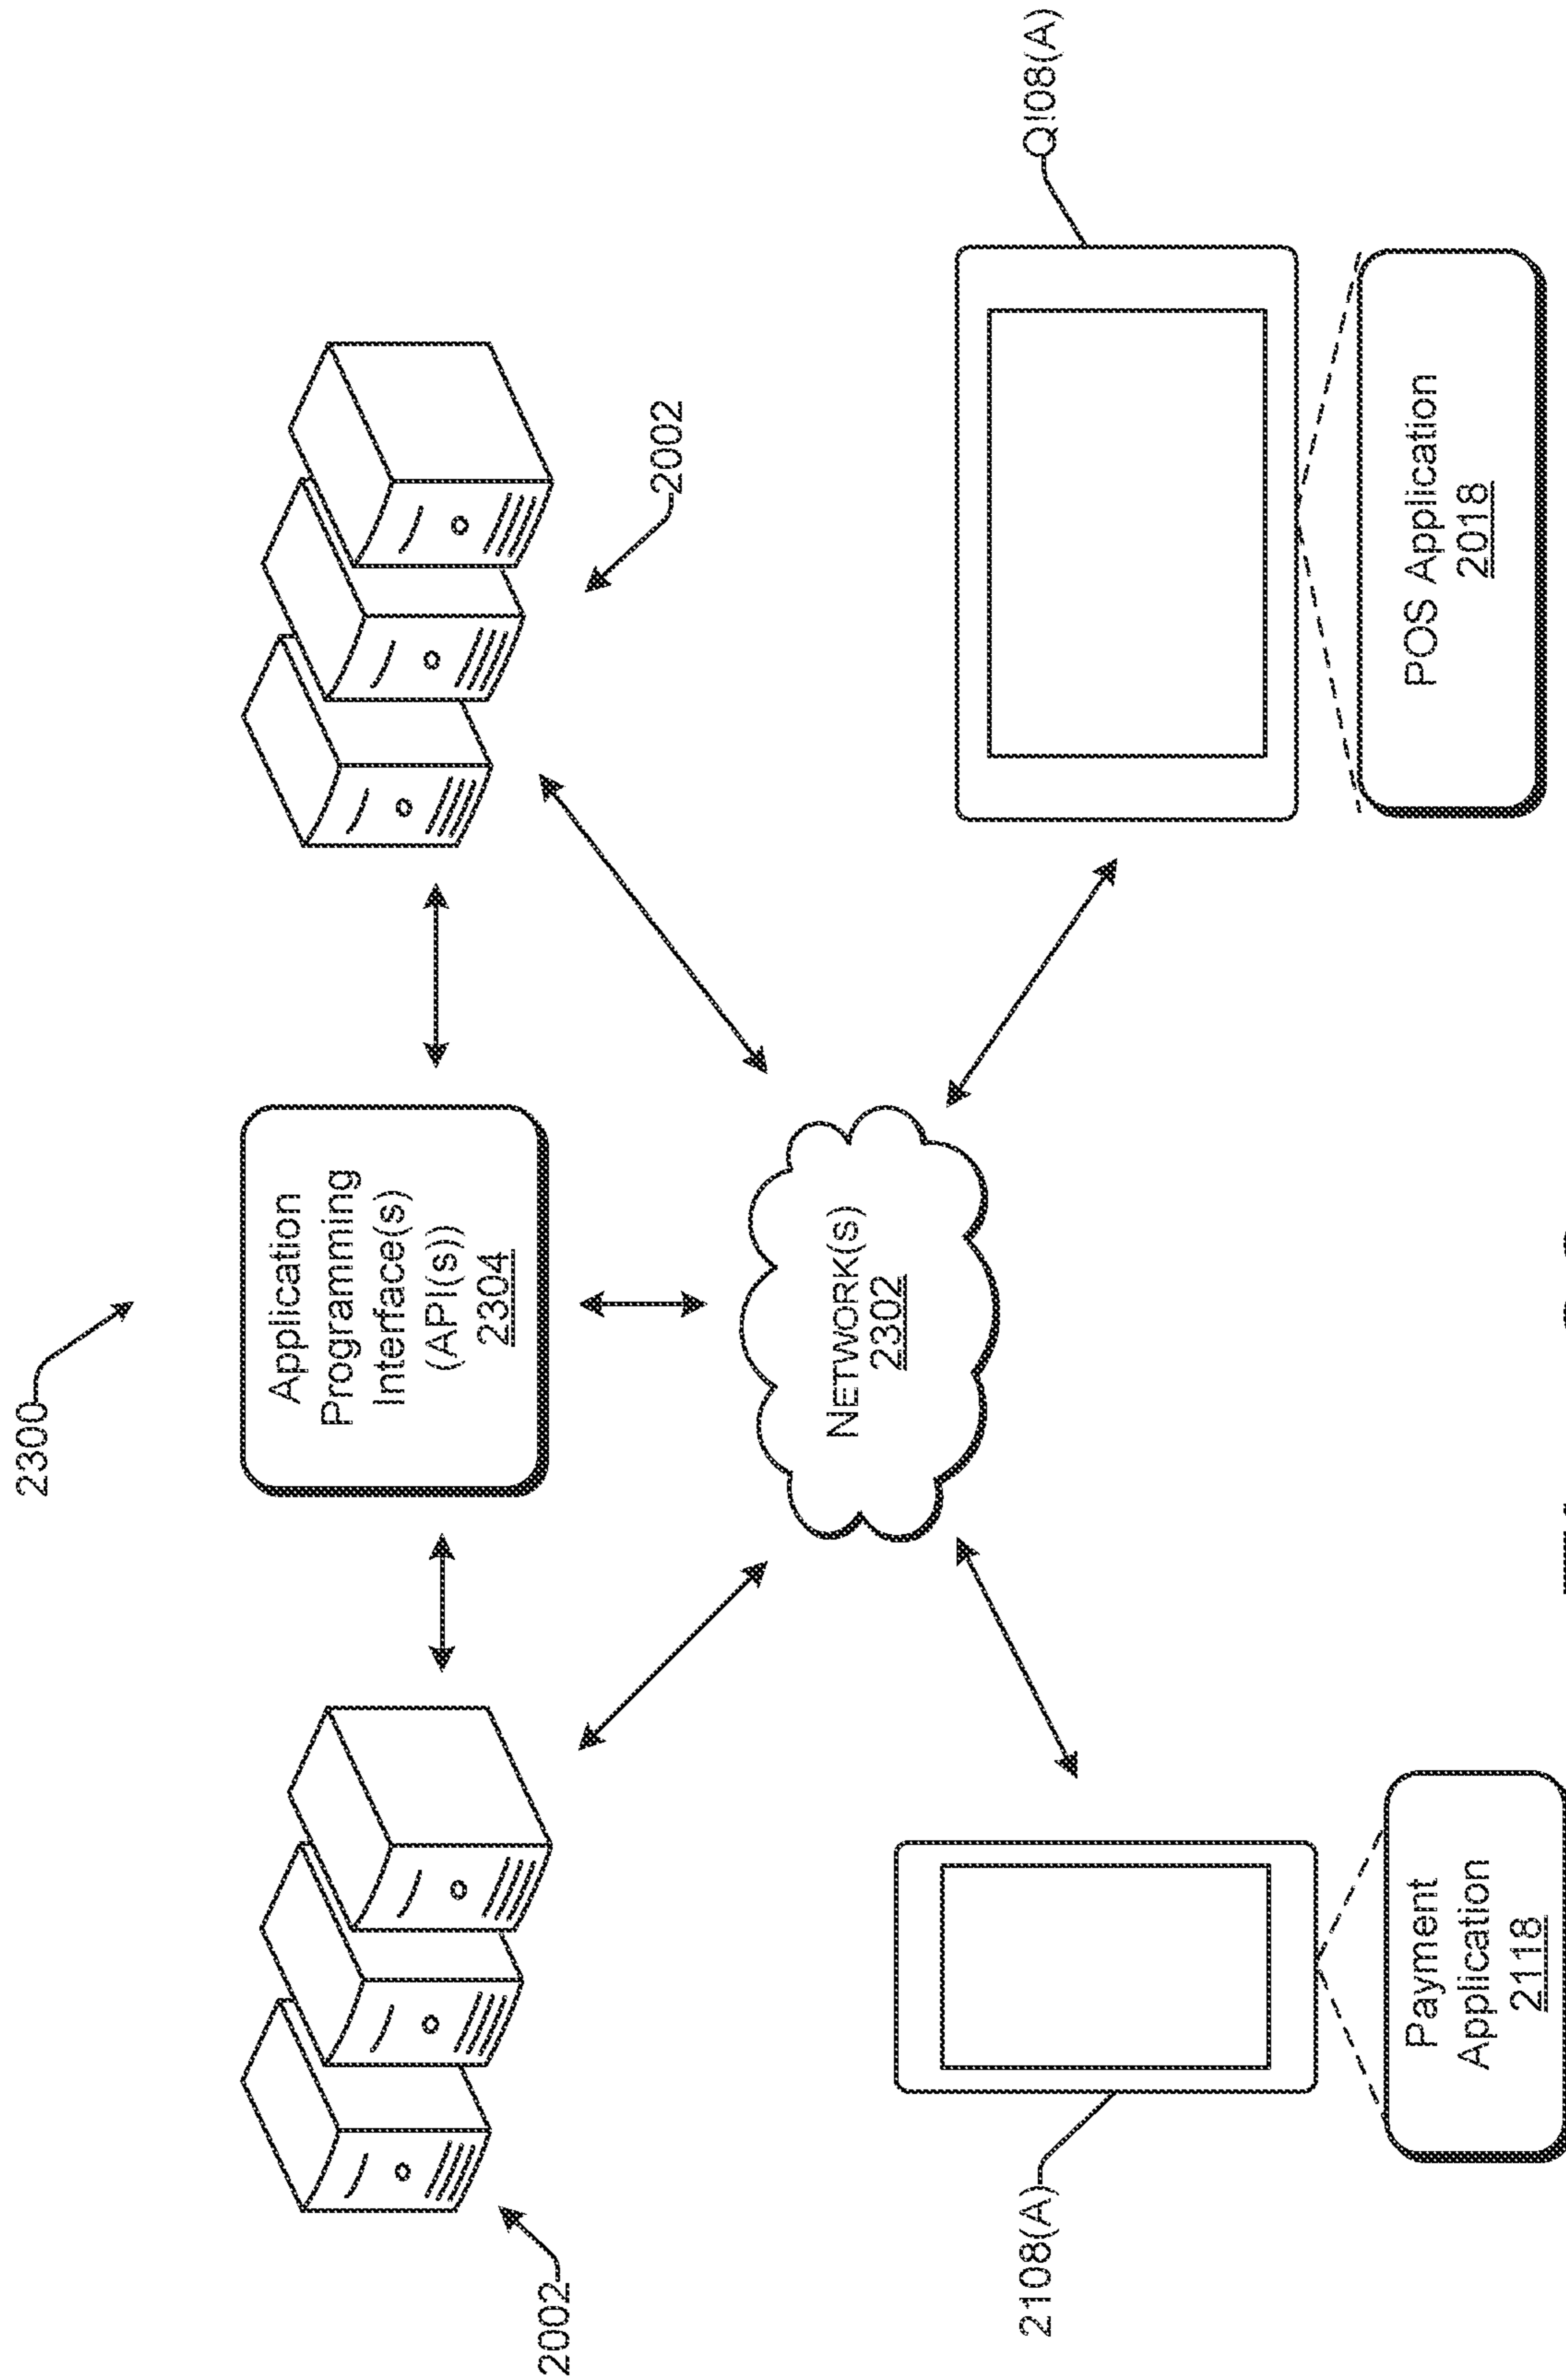 2300
Application
Programming
Interface(s)
(API(s))
2304
2002
2002
NETWORK(S)
2302
2108(A)
Q!08(A)
Payment
Application
2118
POS Application
2018